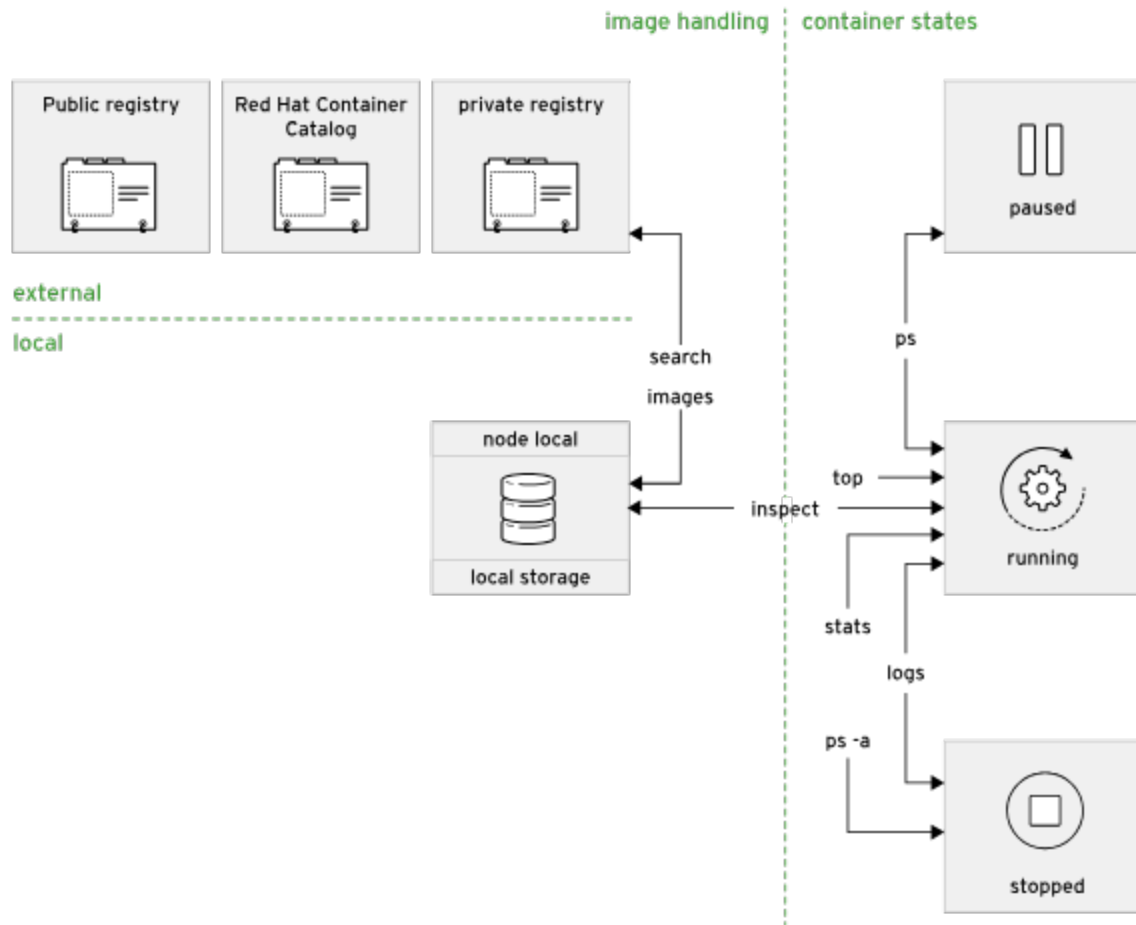 image handling
container states
Public registry
Red Hat Container
Catalog
private registry
paused
external
local
search
images
ps
node local
local storage
top
inspect
running
stats
logs
ps -a
stopped